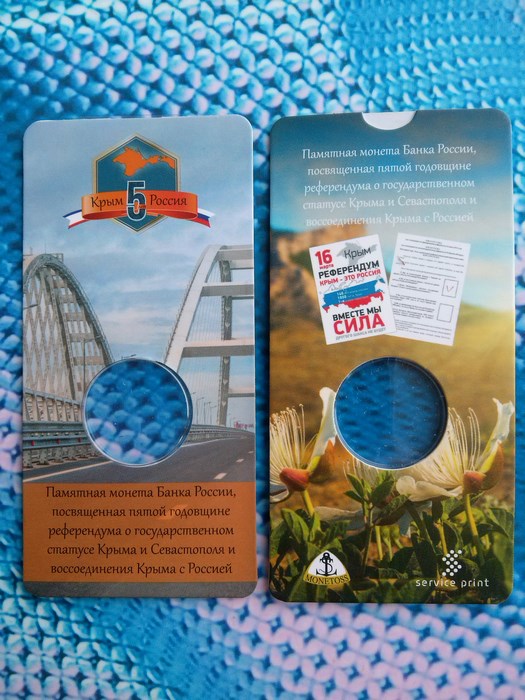 Крым 5 Россия
Памятная монета Банка России,
посвященная пятой годовщине
референдума о государственном
статусе Крыма и Севастополя и
воссоединения Крыма с Россией
Памятная монета Банка России,
посвященная пятой годовщине
референдума о государственном
статусе Крыма и Севастополя и
воссоединения Крыма с Россией
16 марта
Крым
РЕФЕРЕНДУМ
КРЫМ - ЭТО РОССИЯ
ВМЕСТЕ МЫ
СИЛА
MONETOSS
service print